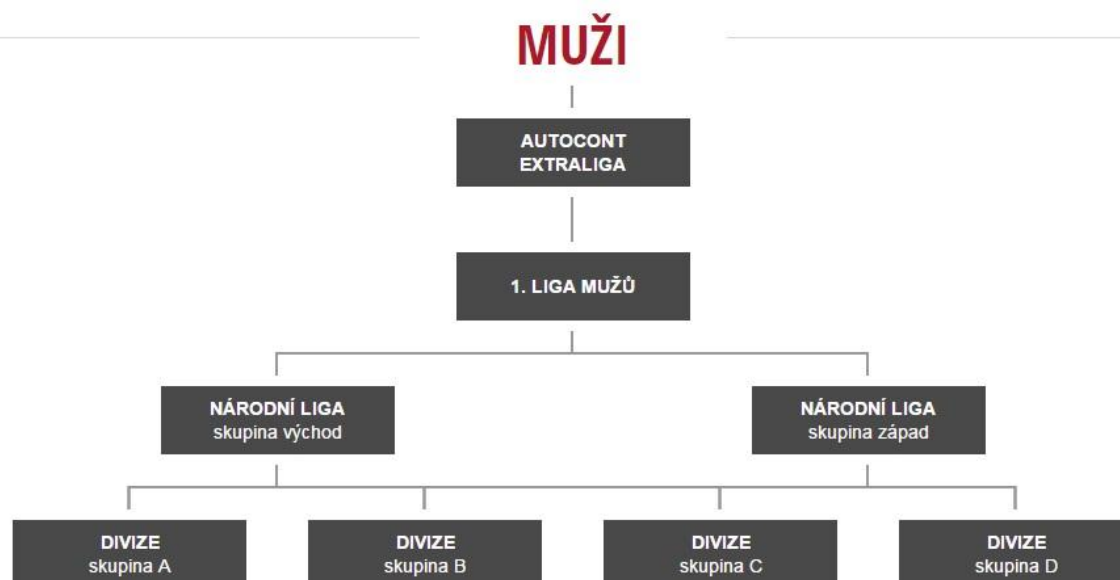 MUŽI
AUTOCONT
EXTRALIGA
1. LIGA MUŽŮ
NÁRODNÍ LIGA
skupina východ
NÁRODNÍ LIGA
skupina západ
DIVIZE
skupina A
DIVIZE
skupina B
DIVIZE
skupina C
DIVIZE
skupina D